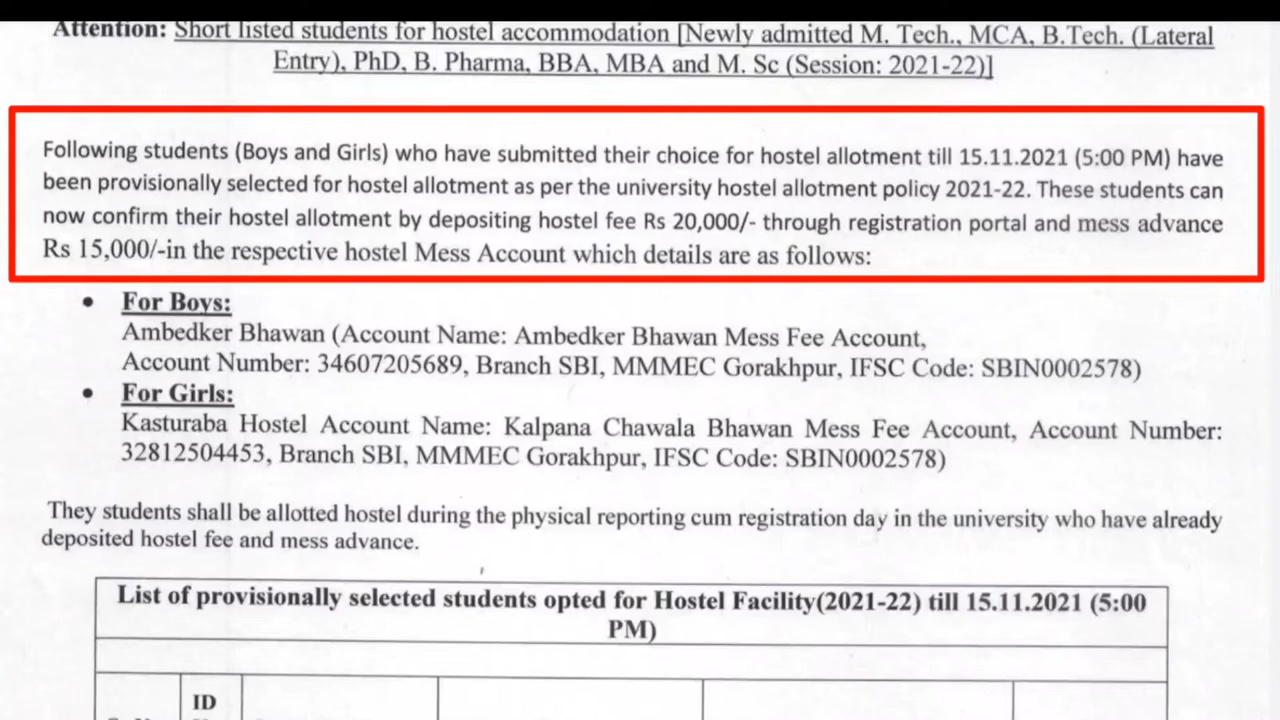 Attention: Short listed students for hostel accommodation [Newly admitted M. Tech., MCA, B.Tech. (Lateral
Entry), PhD, B. Pharma, BBA, MBA and M. Sc (Session: 2021-22)]
Following students (Boys and Girls) who have submitted their choice for hostel allotment till 15.11.2021 (5:00 PM) have
been provisionally selected for hostel allotment as per the university hostel allotment policy 2021-22. These students can
now confirm their hostel allotment by depositing hostel fee Rs 20,000/- through registration portal and mess advance
Rs 15,000/-in the respective hostel Mess Account which details are as follows:
• For Boys:
Ambedker Bhawan (Account Name: Ambedker Bhawan Mess Fee Account,
Account Number: 34607205689, Branch SBI, MMMEC Gorakhpur, IFSC Code: SBIN0002578)
• For Girls:
Kasturaba Hostel Account Name: Kalpana Chawala Bhawan Mess Fee Account, Account Number:
32812504453, Branch SBI, MMMEC Gorakhpur, IFSC Code: SBIN0002578)
They students shall be allotted hostel during the physical reporting cum registration day in the university who have already
deposited hostel fee and mess advance.
List of provisionally selected students opted for Hostel Facility(2021-22) till 15.11.2021 (5:00
PM)
ID